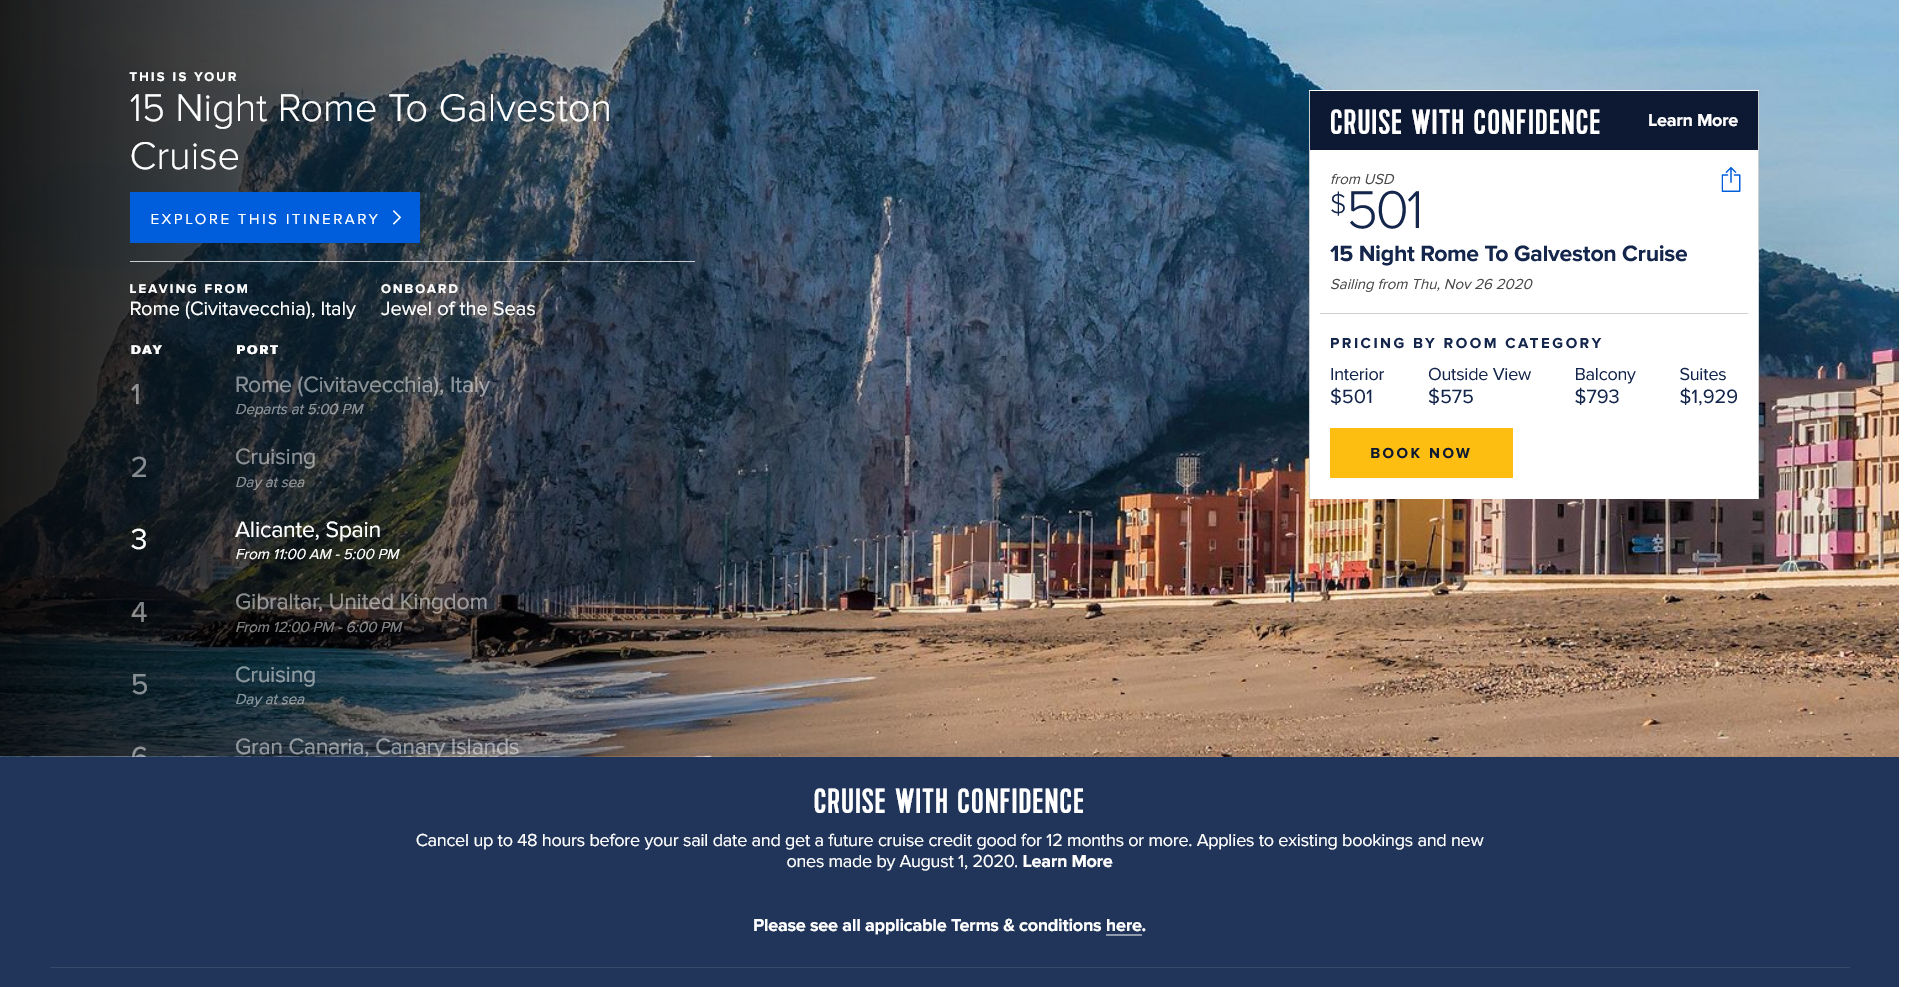 THIS IS YOUR
15 Night Rome To Galveston
Cruise
EXPLORE THIS ITINERARY
LEAVING FROM ONBOARD
Rome (Civitavecchia), Italy Jewel of the Seas
DAY PORT
1 Rome (Civitavecchia), Italy
Departs at 5:00 PM
2 Cruising
Day at sea
3 Alicante, Spain
From 11:00 AM - 5:00 PM
4 Gibraltar, United Kingdom
From 12:00 PM - 6:00 PM
5 Cruising
Day at sea
6 Gran Canaria, Canary Islands
CRUISE WITH CONFIDENCE Learn More
from USD
$501
15 Night Rome To Galveston Cruise
Sailing from Thu, Nov 26 2020
PRICING BY ROOM CATEGORY
Interior Outside View Balcony Suites
$501 $575 $793 $1,929
BOOK NOW
CRUISE WITH CONFIDENCE
Cancel up to 48 hours before your sail date and get a future cruise credit good for 12 months or more. Applies to existing bookings and new
ones made by August 1, 2020. Learn More
Please see all applicable Terms & conditions here.